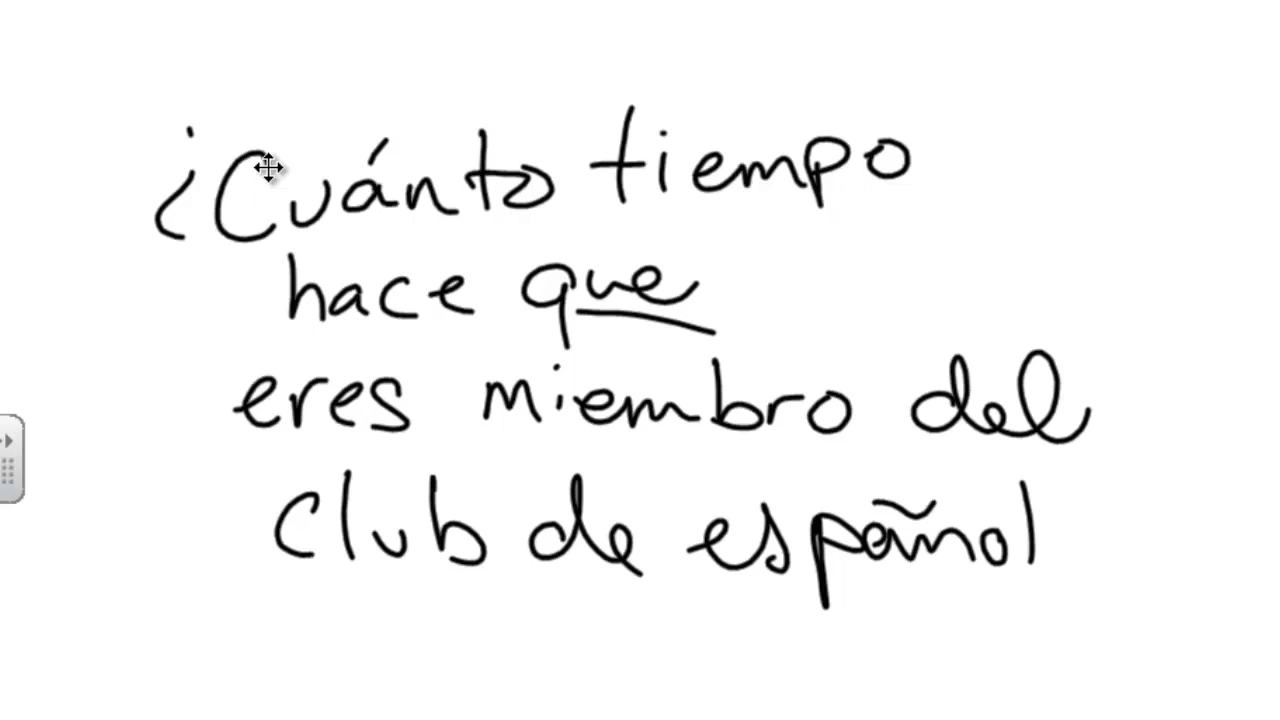 ¿Cuánto tiempo
hace que
eres miembro del
club de español